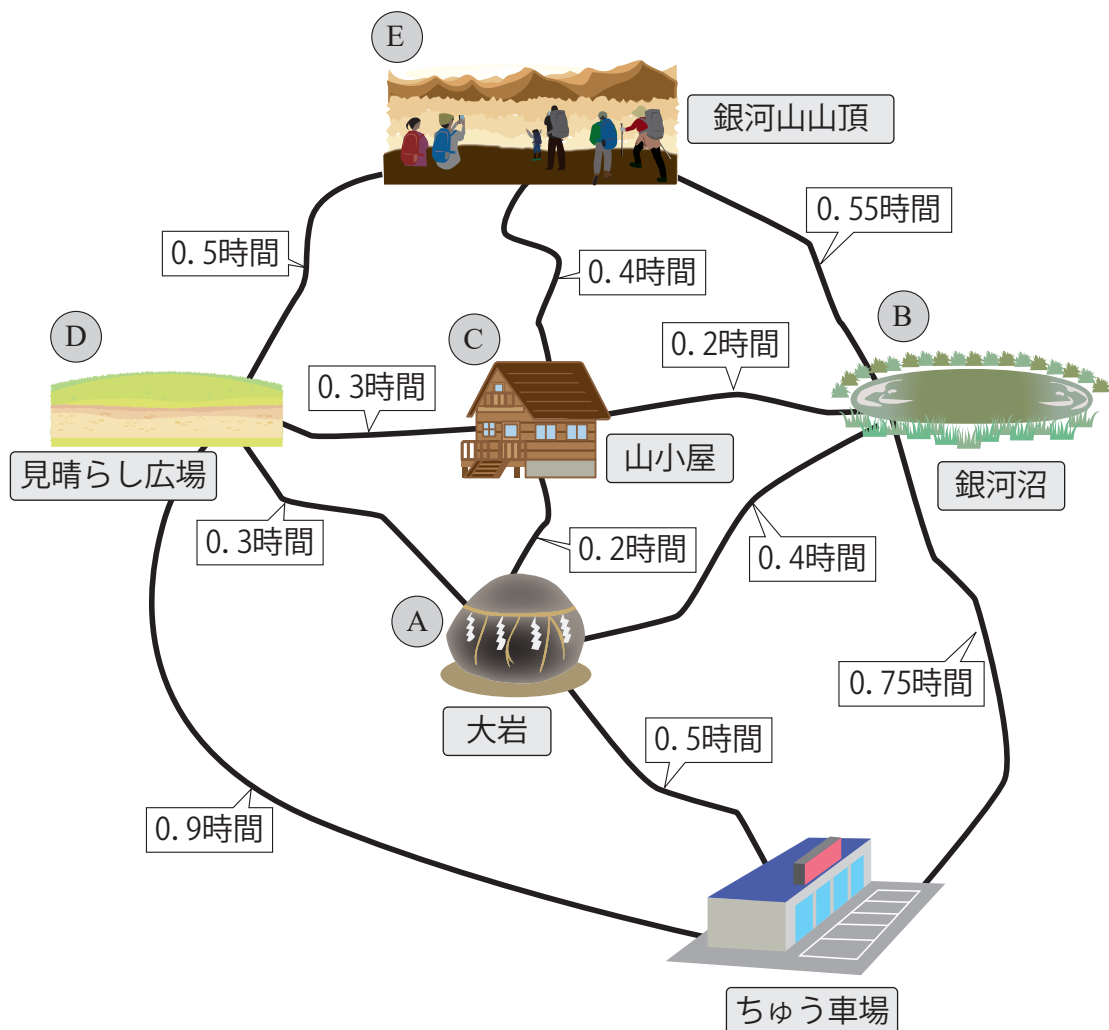 E
銀河山山頂
0.55時間
0.5時間
0.4時間
D
C
B
0.2時間
0.3時間
見晴らし広場
山小屋
銀河沼
0.3時間
0.2時間
0.4時間
A
0.75時間
大岩
0.5時間
0.9時間
ちゅう車場